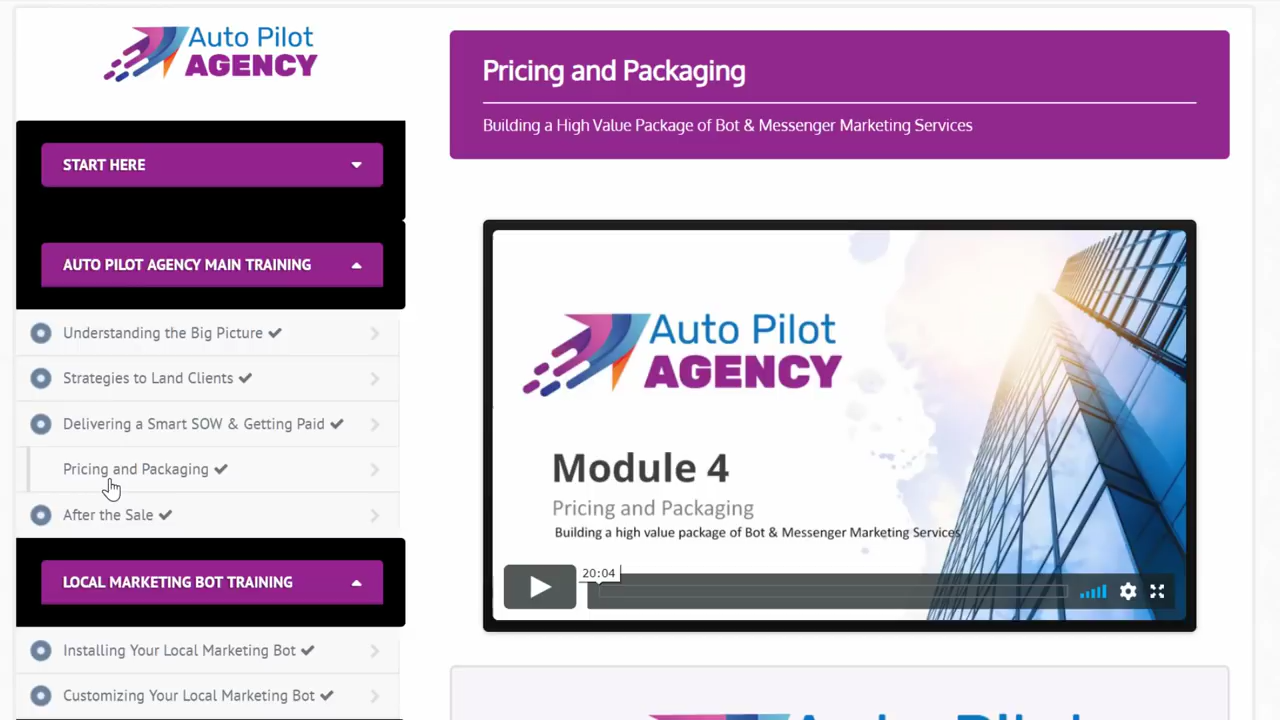 Auto Pilot
AGENCY
START HERE
AUTO PILOT AGENCY MAIN TRAINING
Understanding the Big Picture
Strategies to Land Clients
Delivering a Smart SOW & Getting Paid
Pricing and Packaging
After the Sale
LOCAL MARKETING BOT TRAINING
Installing Your Local Marketing Bot
Customizing Your Local Marketing Bot
Pricing and Packaging
Building a High Value Package of Bot & Messenger Marketing Services
Auto Pilot
AGENCY
Module 4
Pricing and Packaging
Building a high value package of Bot & Messenger Marketing Services
20:04
Auto Pilot